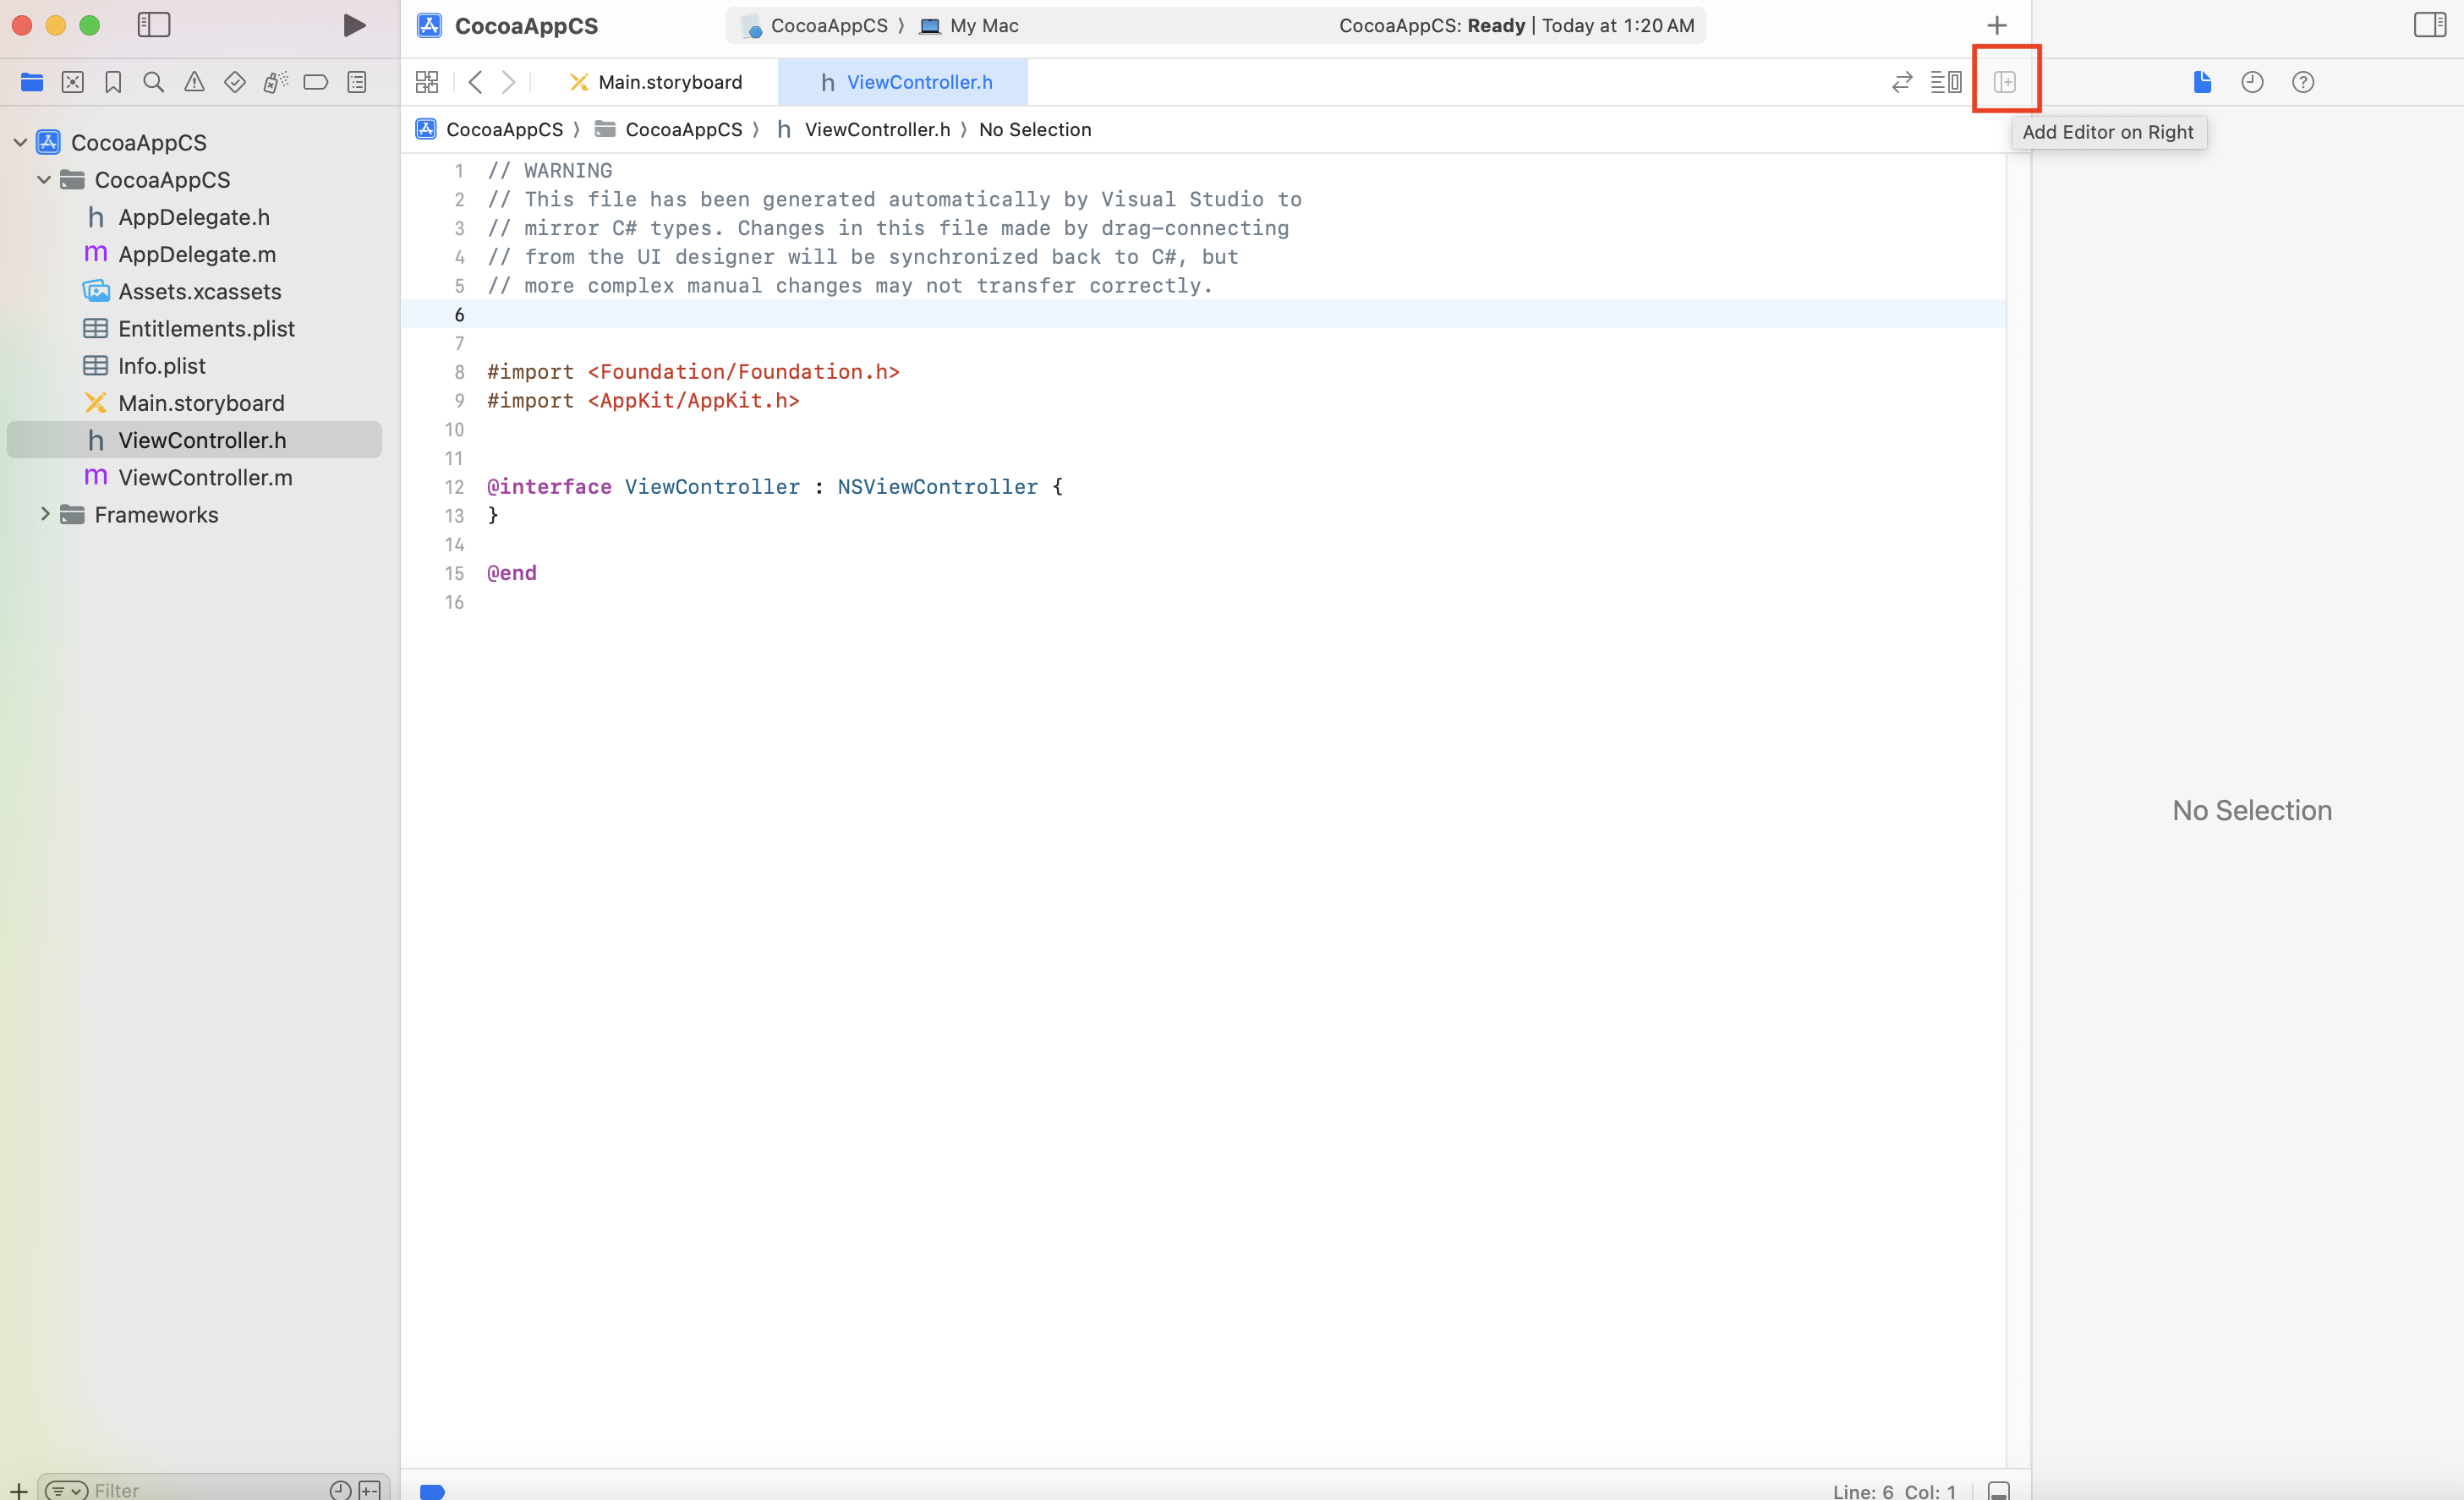 CocoaAppCS
CocoaAppCS ⟩ My Mac
CocoaAppCS: Ready | Today at 1:20 AM
Main.storyboard
ViewController.h
CocoaAppCS ⟩ CocoaAppCS ⟩ h ViewController.h ⟩ No Selection
Add Editor on Right
CocoaAppCS
CocoaAppCS
h AppDelegate.h
m AppDelegate.m
Assets.xcassets
Entitlements.plist
Info.plist
Main.storyboard
h ViewController.h
m ViewController.m
Frameworks
1 // WARNING
2 // This file has been generated automatically by Visual Studio to
3 // mirror C# types. Changes in this file made by drag-connecting
4 // from the UI designer will be synchronized back to C#, but
5 // more complex manual changes may not transfer correctly.
6
7
8 #import <Foundation/Foundation.h>
9 #import <AppKit/AppKit.h>
10
11
12 @interface ViewController : NSViewController {
13 }
14
15 @end
16
No Selection
Filter
Line: 6 Col: 1